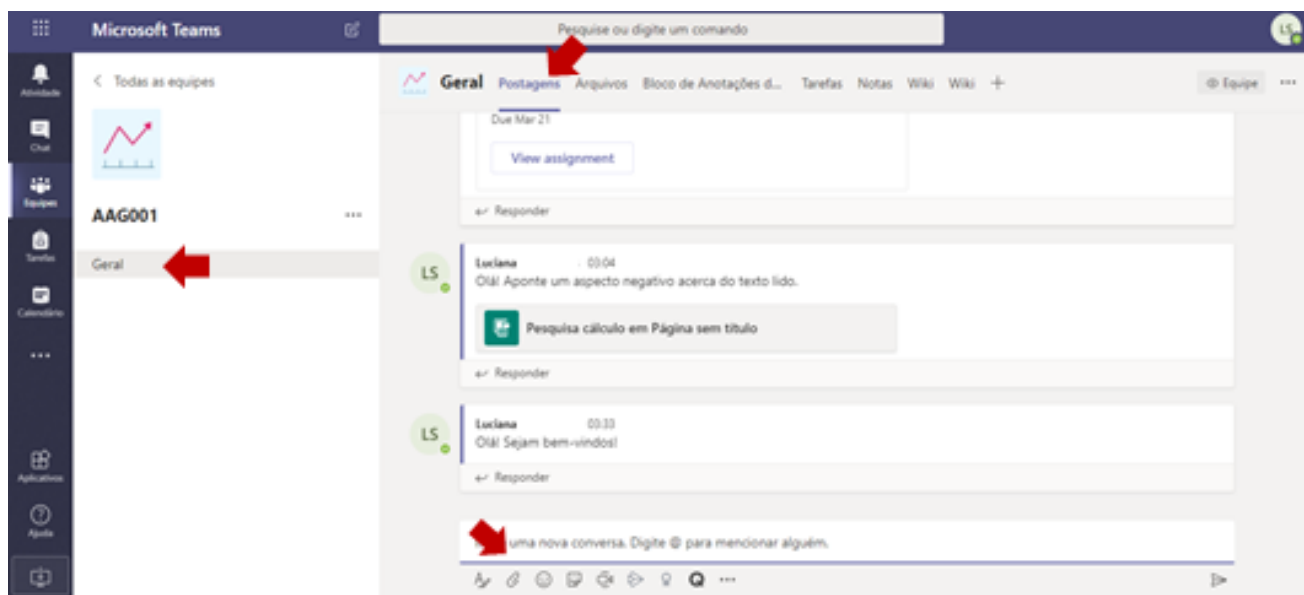 Microsoft Teams
Pesquise ou digite um comando
LS
Atividade
Chat
Equipes
Tarefas
Calendário
Aplicativos
Ajuda
Todas as equipes
AAG001
Geral
Geral Postagens Arquivos Bloco de Anotações d... Tarefas Notas Wiki Wiki +
Equipe
Due Mar 21
View assignment
Responder
LS
Luciana 03:04
Olá! Aponte um aspecto negativo acerca do texto lido.
Pesquisa cálculo em Página sem título
Responder
LS
Luciana 03:33
Olá! Sejam bem-vindos!
Responder
uma nova conversa. Digite @ para mencionar alguém.